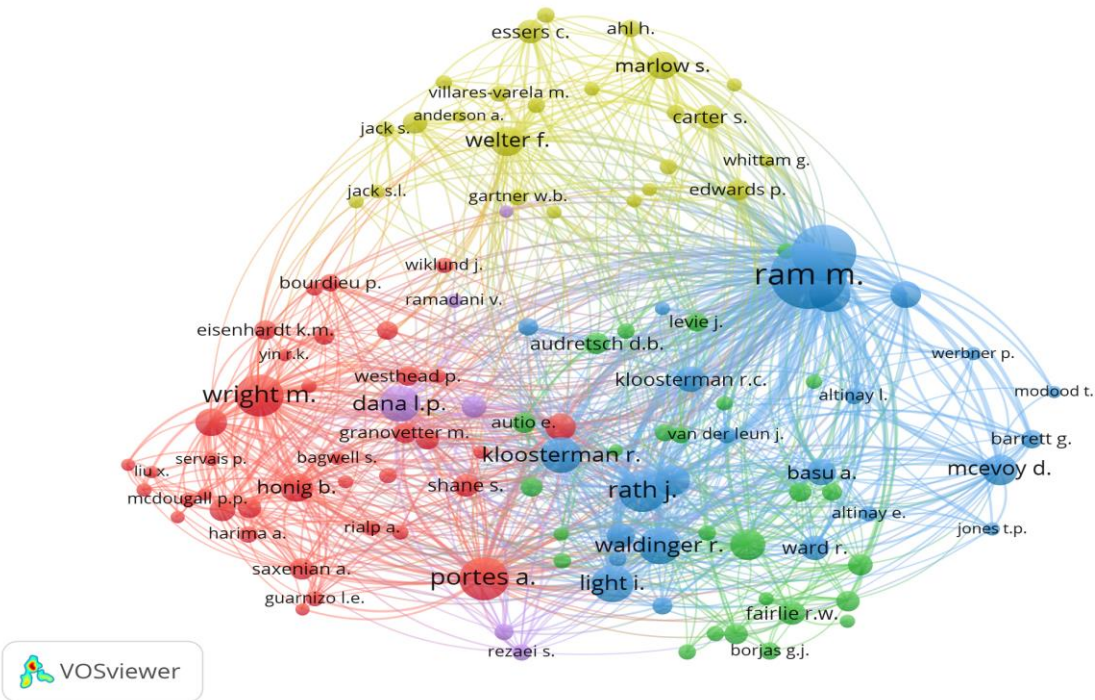 essers c.
ahl h.
marlow s.
villares-varela m.
anderson a.
carter s.
jack s.
welter f.
whittam g.
jack s.l.
gartner w.b.
edwards p.
wiklund j.
ram m.
bourdieu p.
ramadani v.
levie j.
eisenhardt k.m.
audretsch d.b.
yin r.k.
werbner p.
westhead p.
kloosterman r.c.
wright m.
dana l.p.
altinay l.
modood t.
autio e.
granovetter m.
van der leun j.
barrett g.
servais p.
bagwell s.
kloosterman r.
liu x.
basu a.
mcevoy d.
honig b.
shane s.
rath j.
mcdougall p.p.
altinay e.
harima a.
rialp a.
jones t.p.
waldinger r.
ward r.
saxenian a.
portes a.
light i.
guarnizo l.e.
fairlie r.w.
rezaei s.
borjas g.j.
VOSviewer